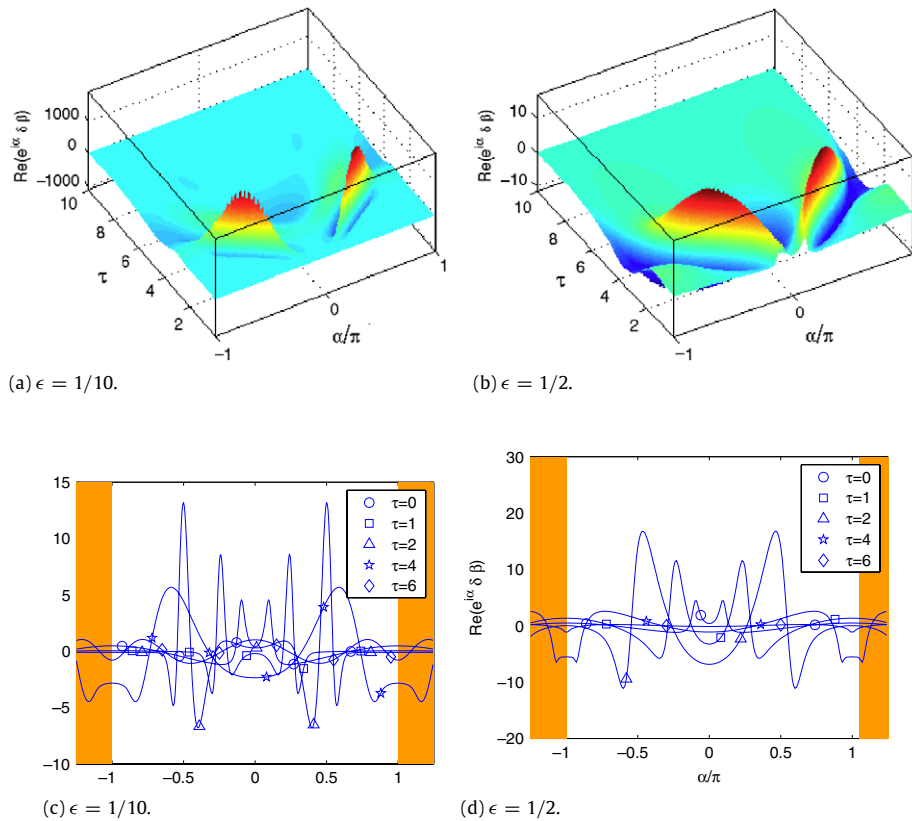 Re(e^{iα} δ β)
1000
0
−1000
10
8
6
4
2
τ
−1
0
1
α/π
(a) ϵ = 1/10.
Re(e^{iα} δ β)
10
0
−10
10
8
6
4
2
τ
−1
0
α/π
(b) ϵ = 1/2.
15
10
5
0
−5
−10
−1
−0.5
0
0.5
1
τ=0
τ=1
τ=2
τ=4
τ=6
(c) ϵ = 1/10.
Re(e^{iα} δ β)
30
20
10
0
−10
−20
−1
−0.5
0
0.5
1
α/π
τ=0
τ=1
τ=2
τ=4
τ=6
(d) ϵ = 1/2.